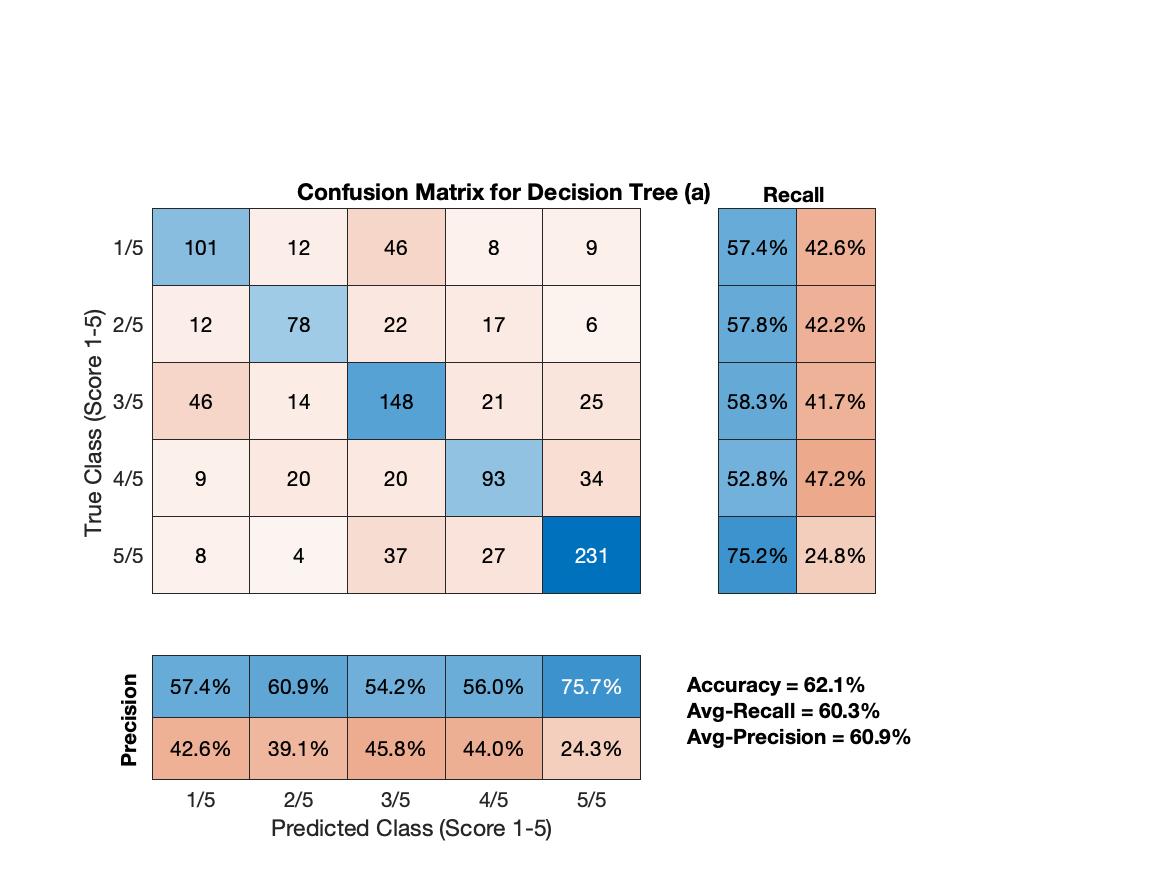 Confusion Matrix for Decision Tree (a)
Recall
1/5 101 12 46 8 9 57.4% 42.6%
2/5 12 78 22 17 6 57.8% 42.2%
3/5 46 14 148 21 25 58.3% 41.7%
4/5 9 20 20 93 34 52.8% 47.2%
5/5 8 4 37 27 231 75.2% 24.8%
True Class (Score 1-5)
Precision
57.4% 60.9% 54.2% 56.0% 75.7%
42.6% 39.1% 45.8% 44.0% 24.3%
1/5 2/5 3/5 4/5 5/5
Predicted Class (Score 1-5)
Accuracy = 62.1%
Avg-Recall = 60.3%
Avg-Precision = 60.9%